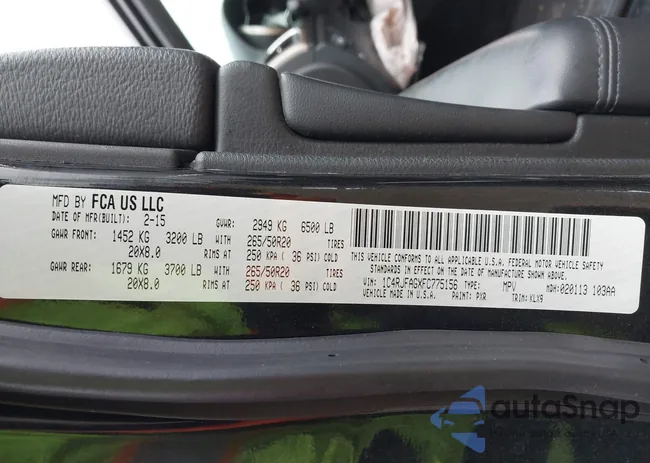 MFD BY FCA US LLC
DATE OF MFR(BUILT): 2-15 GVWR: 2949 KG 6500 LB
GAWR FRONT: 1452 KG 3200 LB WITH 265/50R20 TIRES
20X8.0 RIMS AT 250 KPA ( 36 PSI) COLD
GAWR REAR: 1679 KG 3700 LB WITH 265/50R20 TIRES
20X8.0 RIMS AT 250 KPA ( 36 PSI) COLD
THIS VEHICLE CONFORMS TO ALL APPLICABLE U.S.A. FEDERAL MOTOR VEHICLE SAFETY
STANDARDS IN EFFECT ON THE DATE OF MANUFACTURE SHOWN ABOVE.
VIN: 1C4RJFAGXFC775156 TYPE: MPV MDH:020113 103AA
VEHICLE MADE IN U.S.A. PAINT: PXR TRIM: KLX9
autoSnap